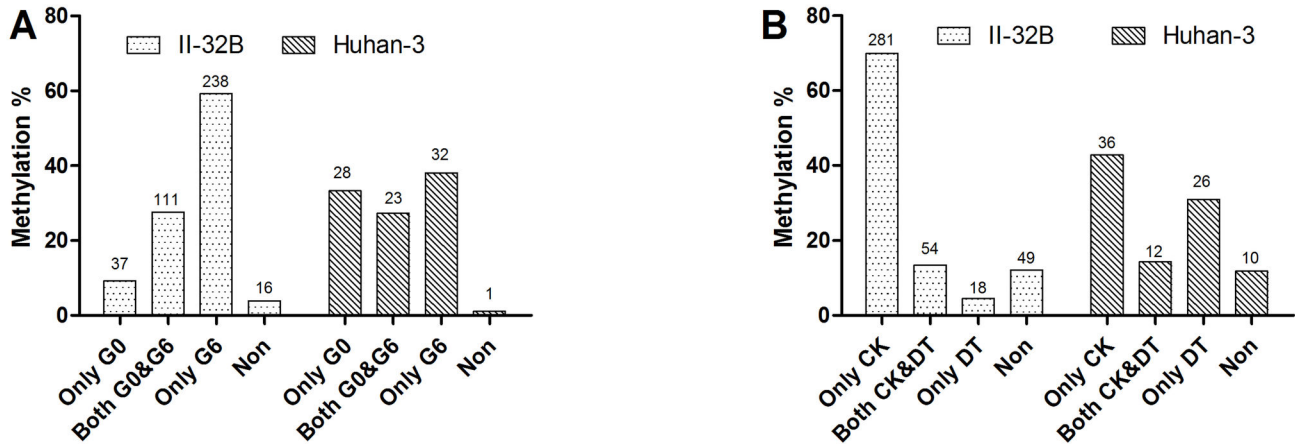 A
Methylation %
80
60
40
20
0
II-32B
Huhan-3
37
111
238
16
28
23
32
1
Only G0
Both G0&G6
Only G6
Non
Only G0
Both G0&G6
Only G6
Non
B
Methylation %
80
60
40
20
0
II-32B
Huhan-3
281
54
18
49
36
12
26
10
Only CK
Both CK&DT
Only DT
Non
Only CK
Both CK&DT
Only DT
Non